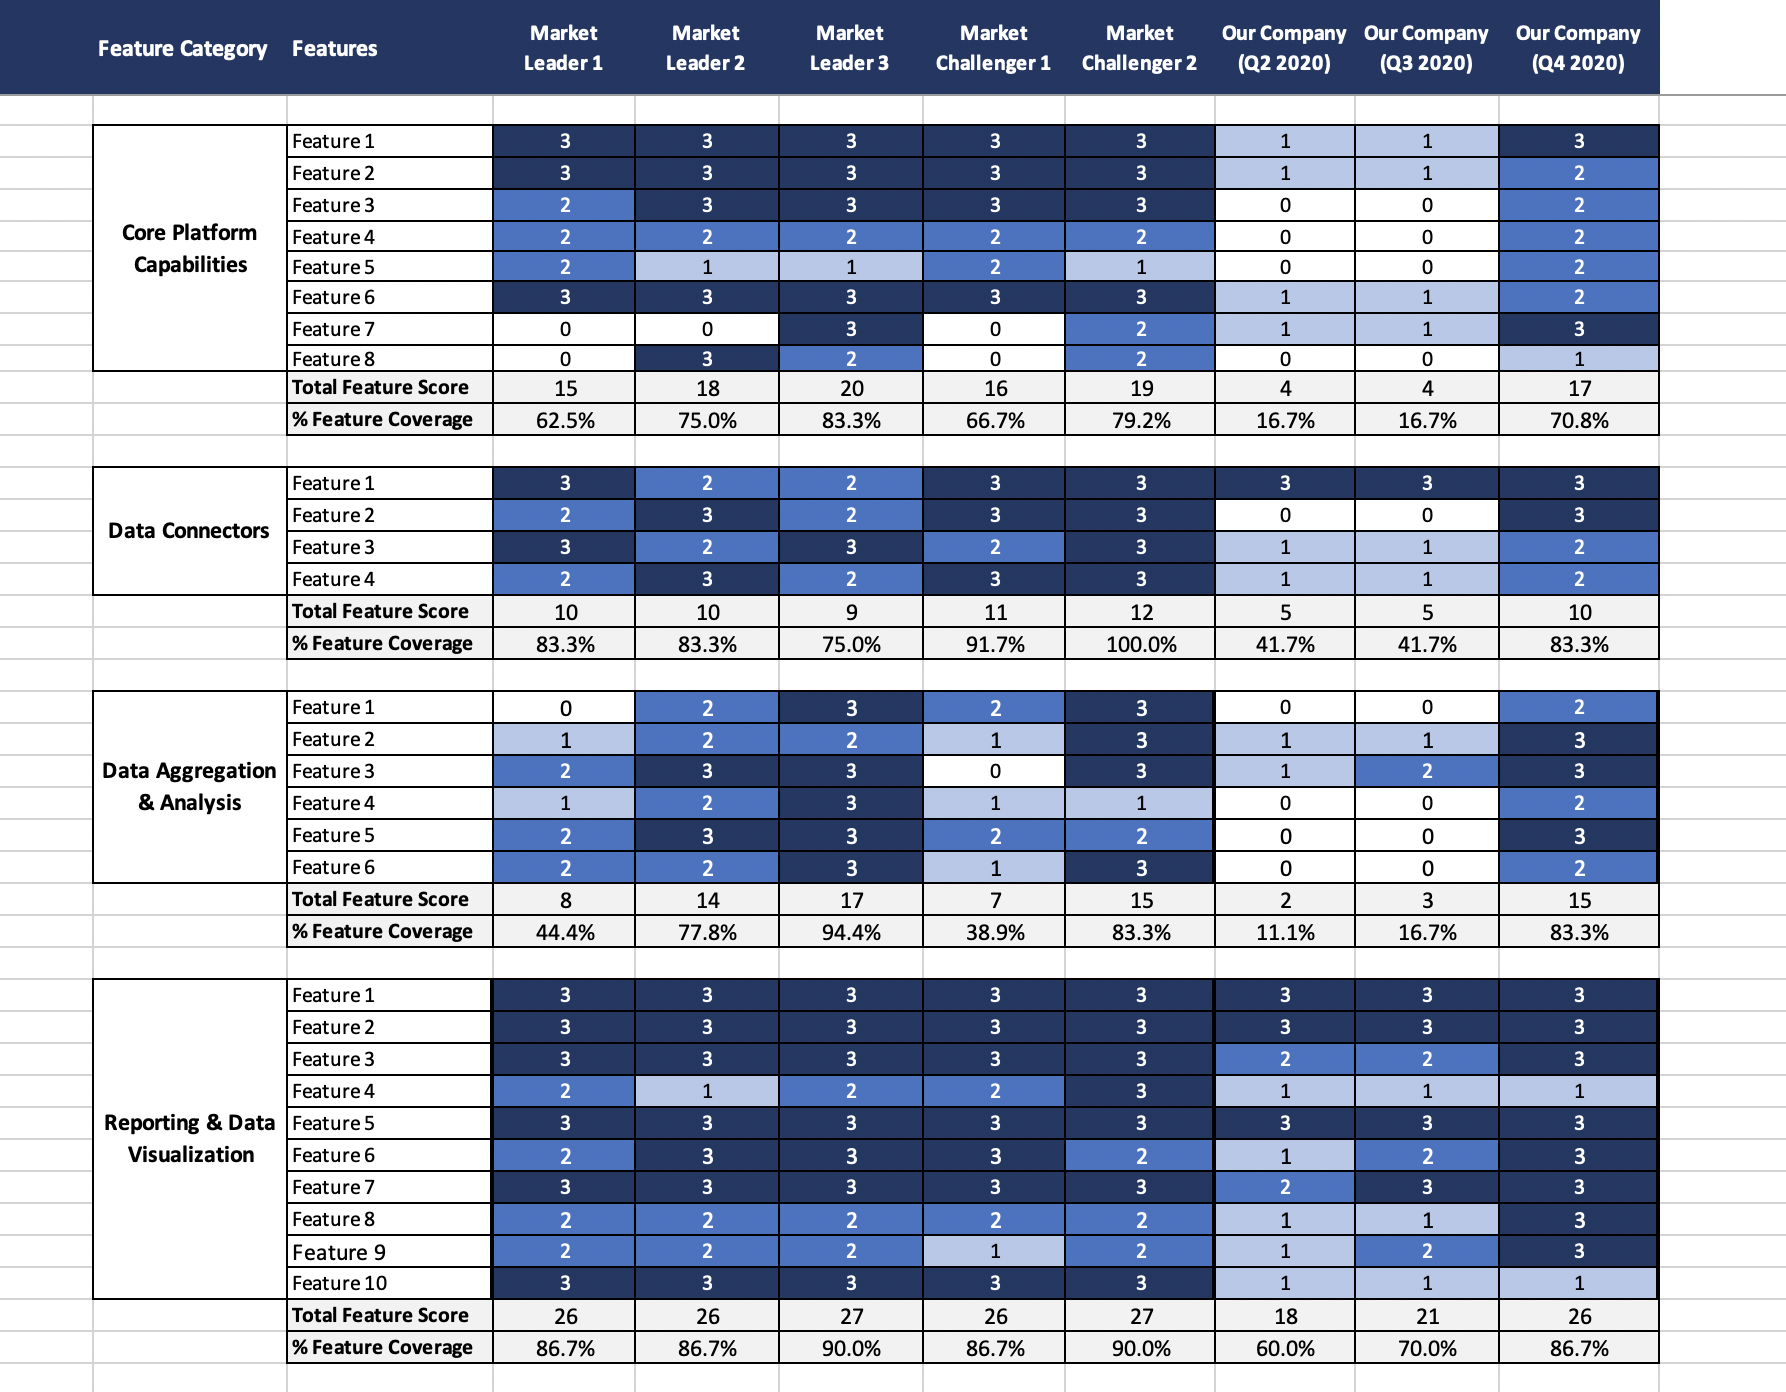 Feature Category Features Market Leader 1 Market Leader 2 Market Leader 3 Market Challenger 1 Market Challenger 2 Our Company (Q2 2020) Our Company (Q3 2020) Our Company (Q4 2020)
Core Platform Capabilities
Feature 1 3 3 3 3 3 1 1 3
Feature 2 3 3 3 3 3 1 1 2
Feature 3 2 3 3 3 3 0 0 2
Feature 4 2 2 2 2 2 0 0 2
Feature 5 2 1 1 2 1 0 0 2
Feature 6 3 3 3 3 3 1 1 2
Feature 7 0 0 3 0 2 1 1 3
Feature 8 0 3 2 0 2 0 0 1
Total Feature Score 15 18 20 16 19 4 4 17
% Feature Coverage 62.5% 75.0% 83.3% 66.7% 79.2% 16.7% 16.7% 70.8%
Data Connectors
Feature 1 3 2 2 3 3 3 3 3
Feature 2 2 3 2 3 3 0 0 3
Feature 3 3 2 3 2 3 1 1 2
Feature 4 2 3 2 3 3 1 1 2
Total Feature Score 10 10 9 11 12 5 5 10
% Feature Coverage 83.3% 83.3% 75.0% 91.7% 100.0% 41.7% 41.7% 83.3%
Data Aggregation & Analysis
Feature 1 0 2 3 2 3 0 0 2
Feature 2 1 2 2 1 3 1 1 3
Feature 3 2 3 3 0 3 1 2 3
Feature 4 1 2 3 1 1 0 0 2
Feature 5 2 3 3 2 2 0 0 3
Feature 6 2 2 3 1 3 0 0 2
Total Feature Score 8 14 17 7 15 2 3 15
% Feature Coverage 44.4% 77.8% 94.4% 38.9% 83.3% 11.1% 16.7% 83.3%
Reporting & Data Visualization
Feature 1 3 3 3 3 3 3 3 3
Feature 2 3 3 3 3 3 3 3 3
Feature 3 3 3 3 3 3 2 2 3
Feature 4 2 1 2 2 3 1 1 1
Feature 5 3 3 3 3 3 3 3 3
Feature 6 2 3 3 3 2 1 2 3
Feature 7 3 3 3 3 3 2 3 3
Feature 8 2 2 2 2 2 1 1 3
Feature 9 2 2 2 1 2 1 2 3
Feature 10 3 3 3 3 3 1 1 1
Total Feature Score 26 26 27 26 27 18 21 26
% Feature Coverage 86.7% 86.7% 90.0% 86.7% 90.0% 60.0% 70.0% 86.7%